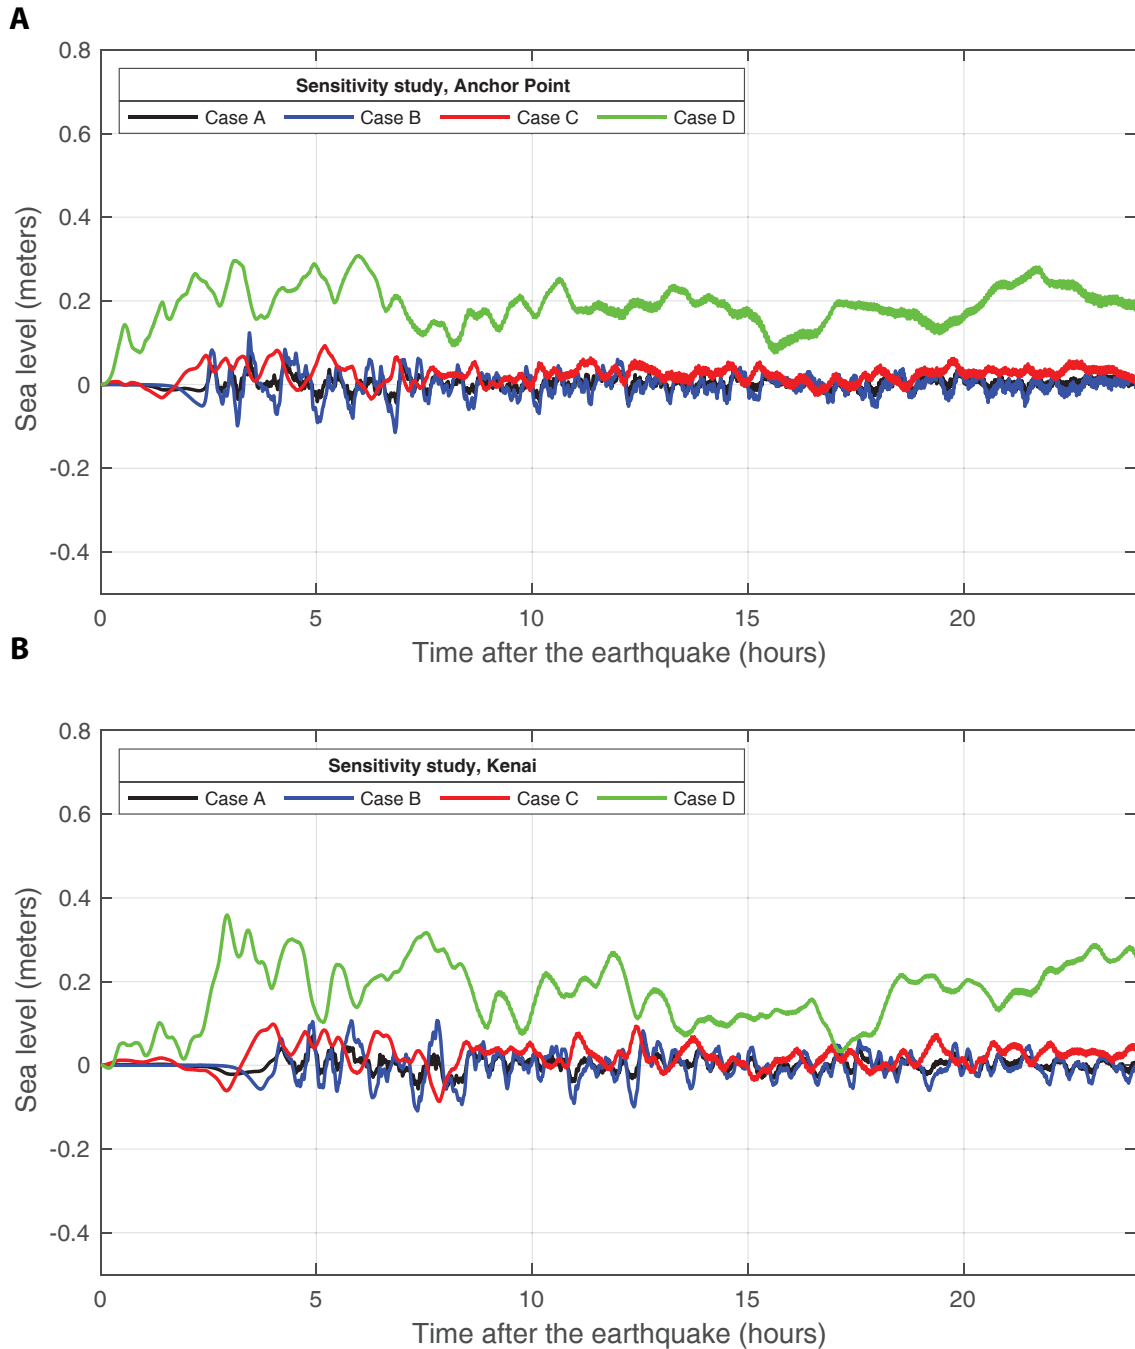 A
0.8
0.6
0.4
0.2
0
-0.2
-0.4
Sea level (meters)
Sensitivity study, Anchor Point
Case A Case B Case C Case D
0 5 10 15 20
Time after the earthquake (hours)
B
0.8
0.6
0.4
0.2
0
-0.2
-0.4
Sea level (meters)
Sensitivity study, Kenai
Case A Case B Case C Case D
0 5 10 15 20
Time after the earthquake (hours)